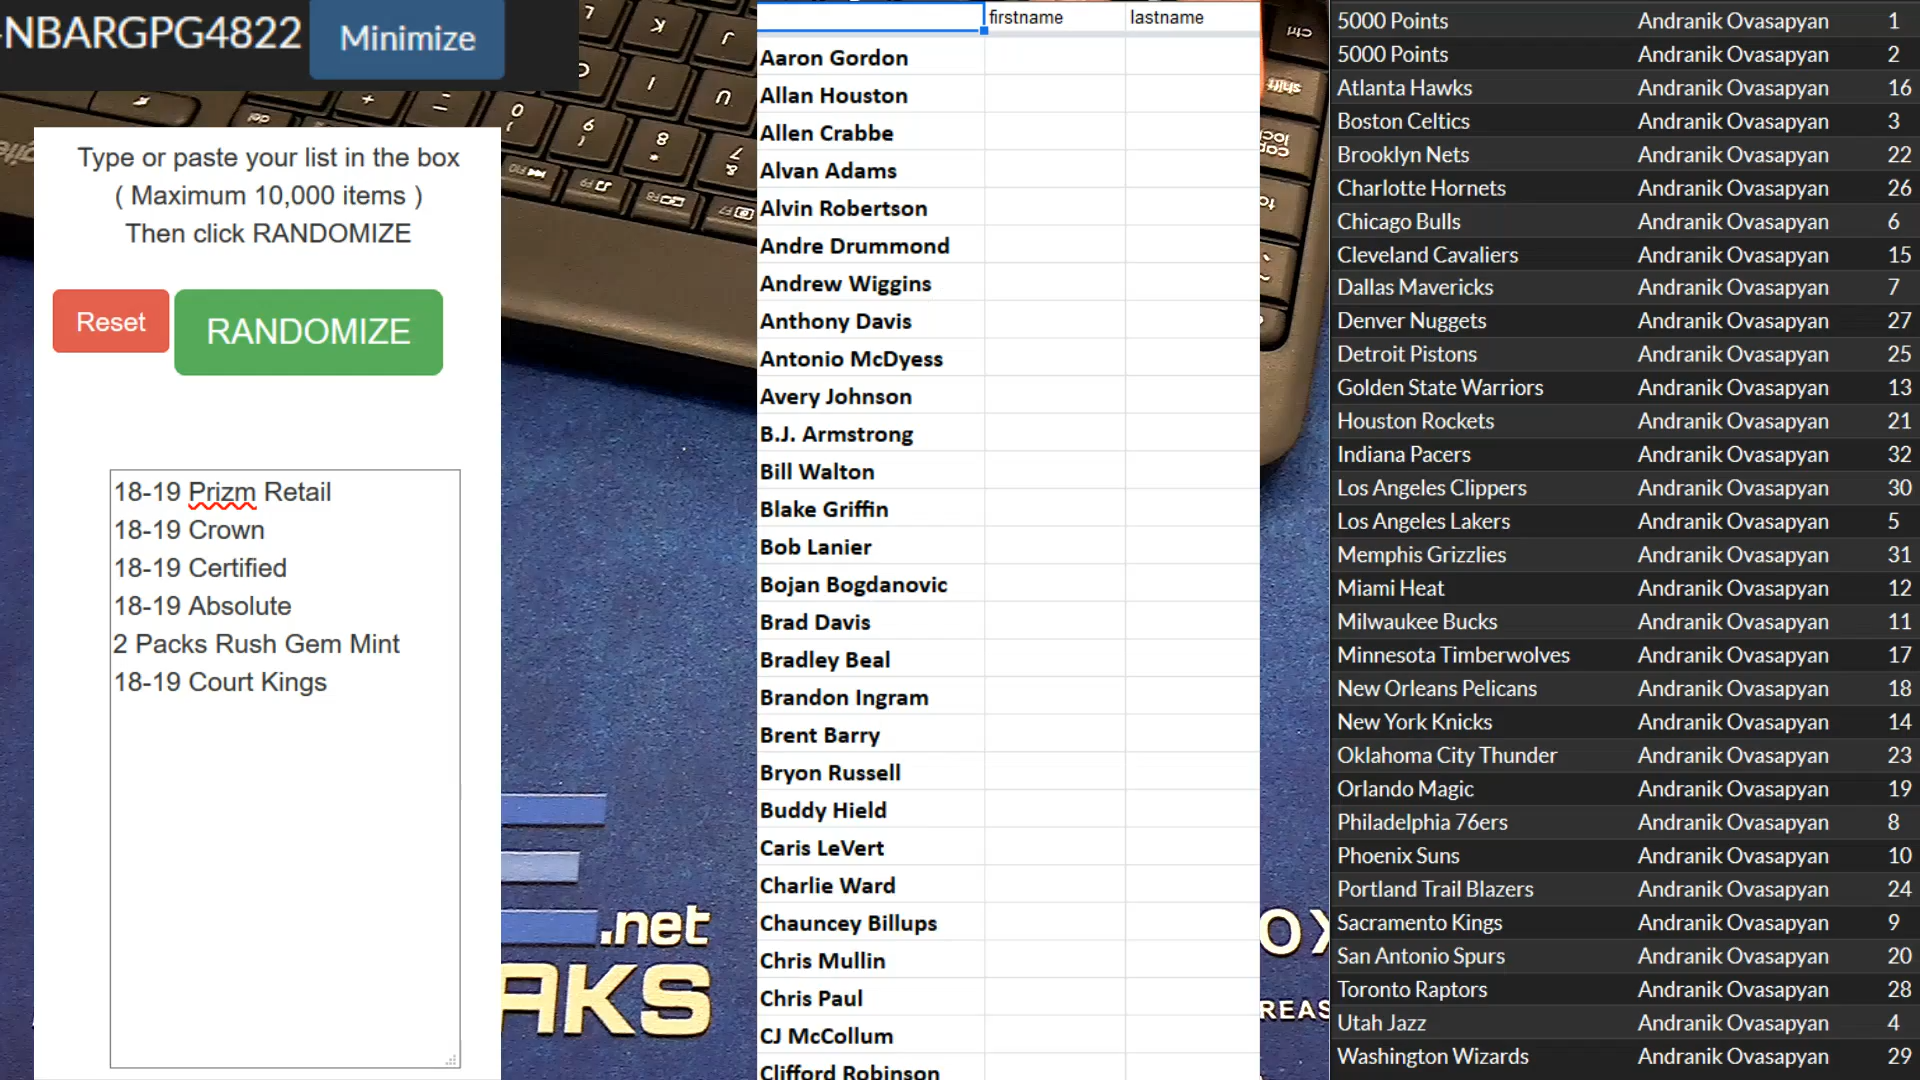 -NBARGPG4822
Minimize
Type or paste your list in the box
( Maximum 10,000 items )
Then click RANDOMIZE
Reset
RANDOMIZE
18-19 Prizm Retail
18-19 Crown
18-19 Certified
18-19 Absolute
2 Packs Rush Gem Mint
18-19 Court Kings
firstname lastname
Aaron Gordon
Allan Houston
Allen Crabbe
Alvan Adams
Alvin Robertson
Andre Drummond
Andrew Wiggins
Anthony Davis
Antonio McDyess
Avery Johnson
B.J. Armstrong
Bill Walton
Blake Griffin
Bob Lanier
Bojan Bogdanovic
Brad Davis
Bradley Beal
Brandon Ingram
Brent Barry
Bryon Russell
Buddy Hield
Caris LeVert
Charlie Ward
Chauncey Billups
Chris Mullin
Chris Paul
CJ McCollum
Clifford Robinson
5000 Points Andranik Ovasapyan 1
5000 Points Andranik Ovasapyan 2
Atlanta Hawks Andranik Ovasapyan 16
Boston Celtics Andranik Ovasapyan 3
Brooklyn Nets Andranik Ovasapyan 22
Charlotte Hornets Andranik Ovasapyan 26
Chicago Bulls Andranik Ovasapyan 6
Cleveland Cavaliers Andranik Ovasapyan 15
Dallas Mavericks Andranik Ovasapyan 7
Denver Nuggets Andranik Ovasapyan 27
Detroit Pistons Andranik Ovasapyan 25
Golden State Warriors Andranik Ovasapyan 13
Houston Rockets Andranik Ovasapyan 21
Indiana Pacers Andranik Ovasapyan 32
Los Angeles Clippers Andranik Ovasapyan 30
Los Angeles Lakers Andranik Ovasapyan 5
Memphis Grizzlies Andranik Ovasapyan 31
Miami Heat Andranik Ovasapyan 12
Milwaukee Bucks Andranik Ovasapyan 11
Minnesota Timberwolves Andranik Ovasapyan 17
New Orleans Pelicans Andranik Ovasapyan 18
New York Knicks Andranik Ovasapyan 14
Oklahoma City Thunder Andranik Ovasapyan 23
Orlando Magic Andranik Ovasapyan 19
Philadelphia 76ers Andranik Ovasapyan 8
Phoenix Suns Andranik Ovasapyan 10
Portland Trail Blazers Andranik Ovasapyan 24
Sacramento Kings Andranik Ovasapyan 9
San Antonio Spurs Andranik Ovasapyan 20
Toronto Raptors Andranik Ovasapyan 28
Utah Jazz Andranik Ovasapyan 4
Washington Wizards Andranik Ovasapyan 29
.net
AKS
OX
REAS